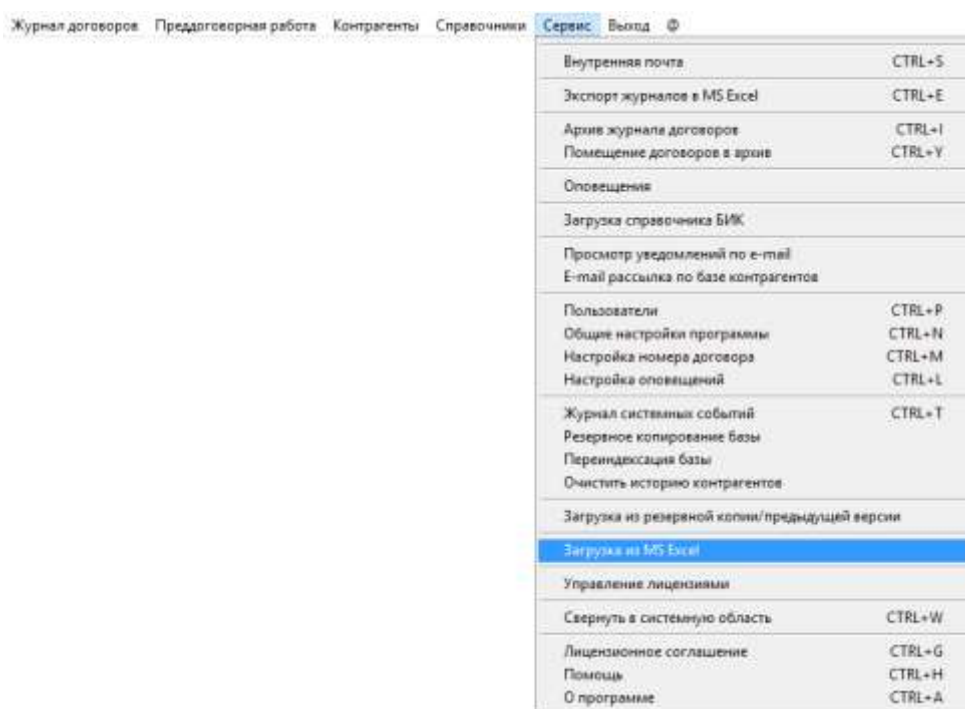 Журнал договоров Преддоговорная работа Контрагенты Справочники Сервис Выход
Внутренняя почта CTRL+S
Экспорт журналов в MS Excel CTRL+E
Архив журнала договоров CTRL+I
Помещение договоров в архив CTRL+Y
Оповещения
Загрузка справочника БИК
Просмотр уведомлений по e-mail
E-mail рассылка по базе контрагентов
Пользователи CTRL+P
Общие настройки программы CTRL+N
Настройка номера договора CTRL+M
Настройка оповещений CTRL+L
Журнал системных событий CTRL+T
Резервное копирование базы
Переиндексация базы
Очистить историю контрагентов
Загрузка из резервной копии/предыдущей версии
Загрузка из MS Excel
Управление лицензиями
Свернуть в системную область CTRL+W
Лицензионное соглашение CTRL+G
Помощь CTRL+H
О программе CTRL+A